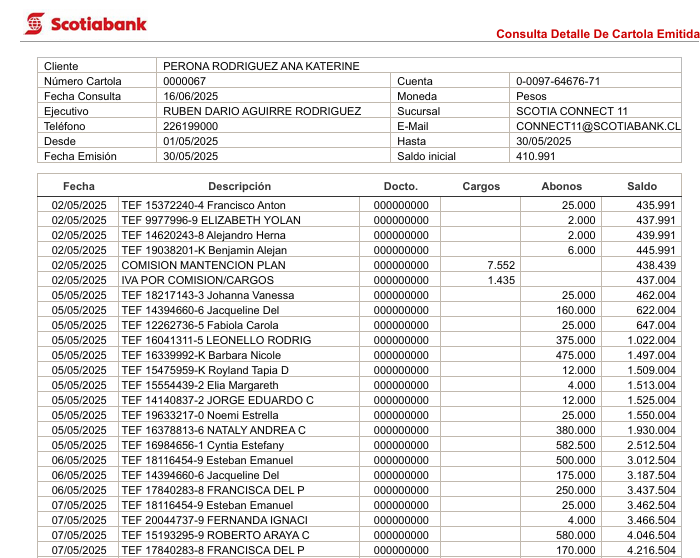 Scotiabank
Consulta Detalle De Cartola Emitida
Cliente PERONA RODRIGUEZ ANA KATERINE
Número Cartola 0000067 Cuenta 0-0097-64676-71
Fecha Consulta 16/06/2025 Moneda Pesos
Ejecutivo RUBEN DARIO AGUIRRE RODRIGUEZ Sucursal SCOTIA CONNECT 11
Teléfono 226199000 E-Mail CONNECT11@SCOTIABANK.CL
Desde 01/05/2025 Hasta 30/05/2025
Fecha Emisión 30/05/2025 Saldo inicial 410.991
Fecha Descripción Docto. Cargos Abonos Saldo
02/05/2025 TEF 15372240-4 Francisco Anton 000000000 25.000 435.991
02/05/2025 TEF 9977996-9 ELIZABETH YOLAN 000000000 2.000 437.991
02/05/2025 TEF 14620243-8 Alejandro Herna 000000000 2.000 439.991
02/05/2025 TEF 19038201-K Benjamin Alejan 000000000 6.000 445.991
02/05/2025 COMISION MANTENCION PLAN 000000000 7.552 438.439
02/05/2025 IVA POR COMISION/CARGOS 000000000 1.435 437.004
05/05/2025 TEF 18217143-3 Johanna Vanessa 000000000 25.000 462.004
05/05/2025 TEF 14394660-6 Jacqueline Del 000000000 160.000 622.004
05/05/2025 TEF 12262736-5 Fabiola Carola 000000000 25.000 647.004
05/05/2025 TEF 16041311-5 LEONELLO RODRIG 000000000 375.000 1.022.004
05/05/2025 TEF 16339992-K Barbara Nicole 000000000 475.000 1.497.004
05/05/2025 TEF 15475959-K Royland Tapia D 000000000 12.000 1.509.004
05/05/2025 TEF 15554439-2 Elia Margareth 000000000 4.000 1.513.004
05/05/2025 TEF 14140837-2 JORGE EDUARDO C 000000000 12.000 1.525.004
05/05/2025 TEF 19633217-0 Noemi Estrella 000000000 25.000 1.550.004
05/05/2025 TEF 16378813-6 NATALY ANDREA C 000000000 380.000 1.930.004
05/05/2025 TEF 16984656-1 Cyntia Estefany 000000000 582.500 2.512.504
06/05/2025 TEF 18116454-9 Esteban Emanuel 000000000 500.000 3.012.504
06/05/2025 TEF 14394660-6 Jacqueline Del 000000000 175.000 3.187.504
06/05/2025 TEF 17840283-8 FRANCISCA DEL P 000000000 250.000 3.437.504
07/05/2025 TEF 18116454-9 Esteban Emanuel 000000000 25.000 3.462.504
07/05/2025 TEF 20044737-9 FERNANDA IGNACI 000000000 4.000 3.466.504
07/05/2025 TEF 15193295-9 ROBERTO ARAYA C 000000000 580.000 4.046.504
07/05/2025 TEF 17840283-8 FRANCISCA DEL P 000000000 170.000 4.216.504